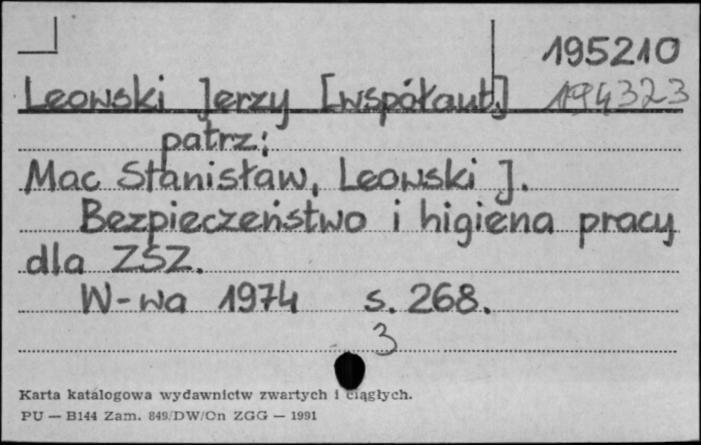 195210
Leowski Jerzy [współaut.] 194323
patrz:
Mac Stanisław, Leowski J.
Bezpieczeństwo i higiena pracy
dla ZSZ.
W-wa 1974 s. 268.
3
Karta katalogowa wydawnictw zwartych i ciągłych.
PU — B144 Zam. 849/DW/On ZGG — 1991